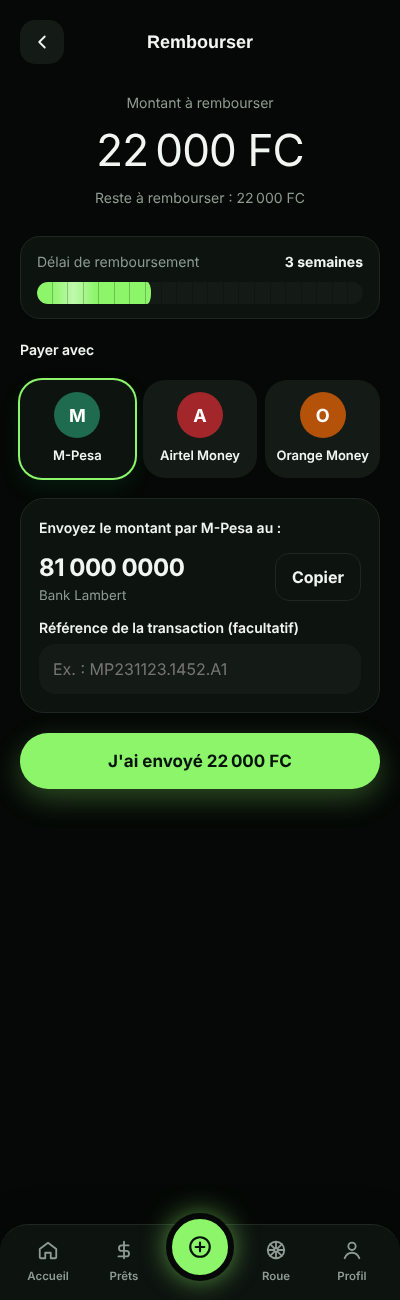 Rembourser
Montant à rembourser
22 000 FC
Reste à rembourser : 22 000 FC
Délai de remboursement
3 semaines
Payer avec
M
M-Pesa
A
Airtel Money
O
Orange Money
Envoyez le montant par M-Pesa au :
81 000 0000
Bank Lambert
Copier
Référence de la transaction (facultatif)
Ex. : MP231123.1452.A1
J'ai envoyé 22 000 FC
Accueil
Prêts
Roue
Profil